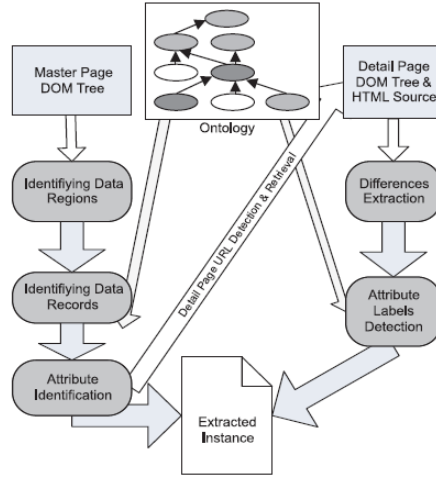 Master Page
DOM Tree
Ontology
Detail Page
DOM Tree &
HTML Source
Identifiying Data
Regions
Differences
Extraction
Detail Page URL Detection & Retrieval
Identifying Data
Records
Attribute
Labels
Detection
Attribute
Identification
Extracted
Instance